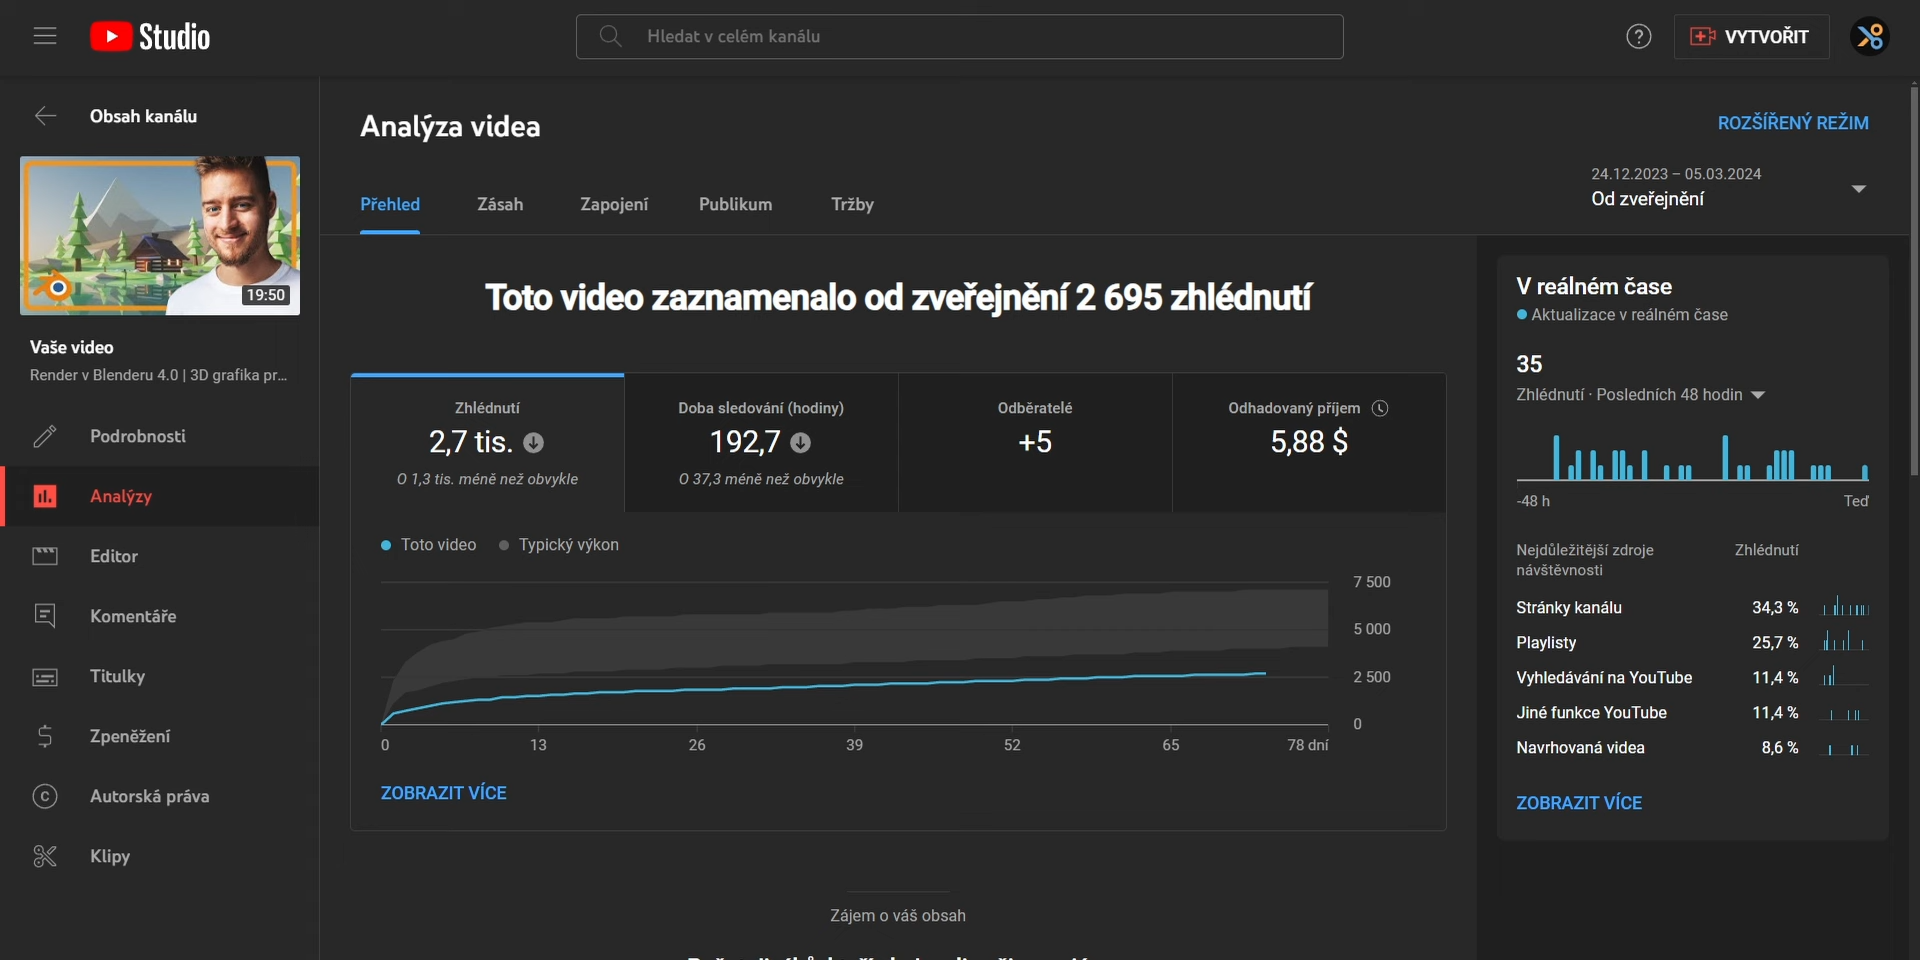 Studio
Hledat v celém kanálu
VYTVOŘIT
Obsah kanálu
19:50
Vaše video
Render v Blenderu 4.0 | 3D grafika pr...
Podrobnosti
Analýzy
Editor
Komentáře
Titulky
Zpeněžení
Autorská práva
Klipy
Analýza videa
ROZŠÍŘENÝ REŽIM
Přehled
Zásah
Zapojení
Publikum
Tržby
24.12.2023 – 05.03.2024
Od zveřejnění
Toto video zaznamenalo od zveřejnění 2 695 zhlédnutí
Zhlédnutí
2,7 tis.
O 1,3 tis. méně než obvykle
Doba sledování (hodiny)
192,7
O 37,3 méně než obvykle
Odběratelé
+5
Odhadovaný příjem
5,88 $
Toto video
Typický výkon
7 500
5 000
2 500
0
0 13 26 39 52 65 78 dní
ZOBRAZIT VÍCE
Zájem o váš obsah
V reálném čase
Aktualizace v reálném čase
35
Zhlédnutí · Posledních 48 hodin
-48 h
Teď
Nejdůležitější zdroje návštěvnosti
Zhlédnutí
Stránky kanálu 34,3 %
Playlisty 25,7 %
Vyhledávání na YouTube 11,4 %
Jiné funkce YouTube 11,4 %
Navrhovaná videa 8,6 %
ZOBRAZIT VÍCE